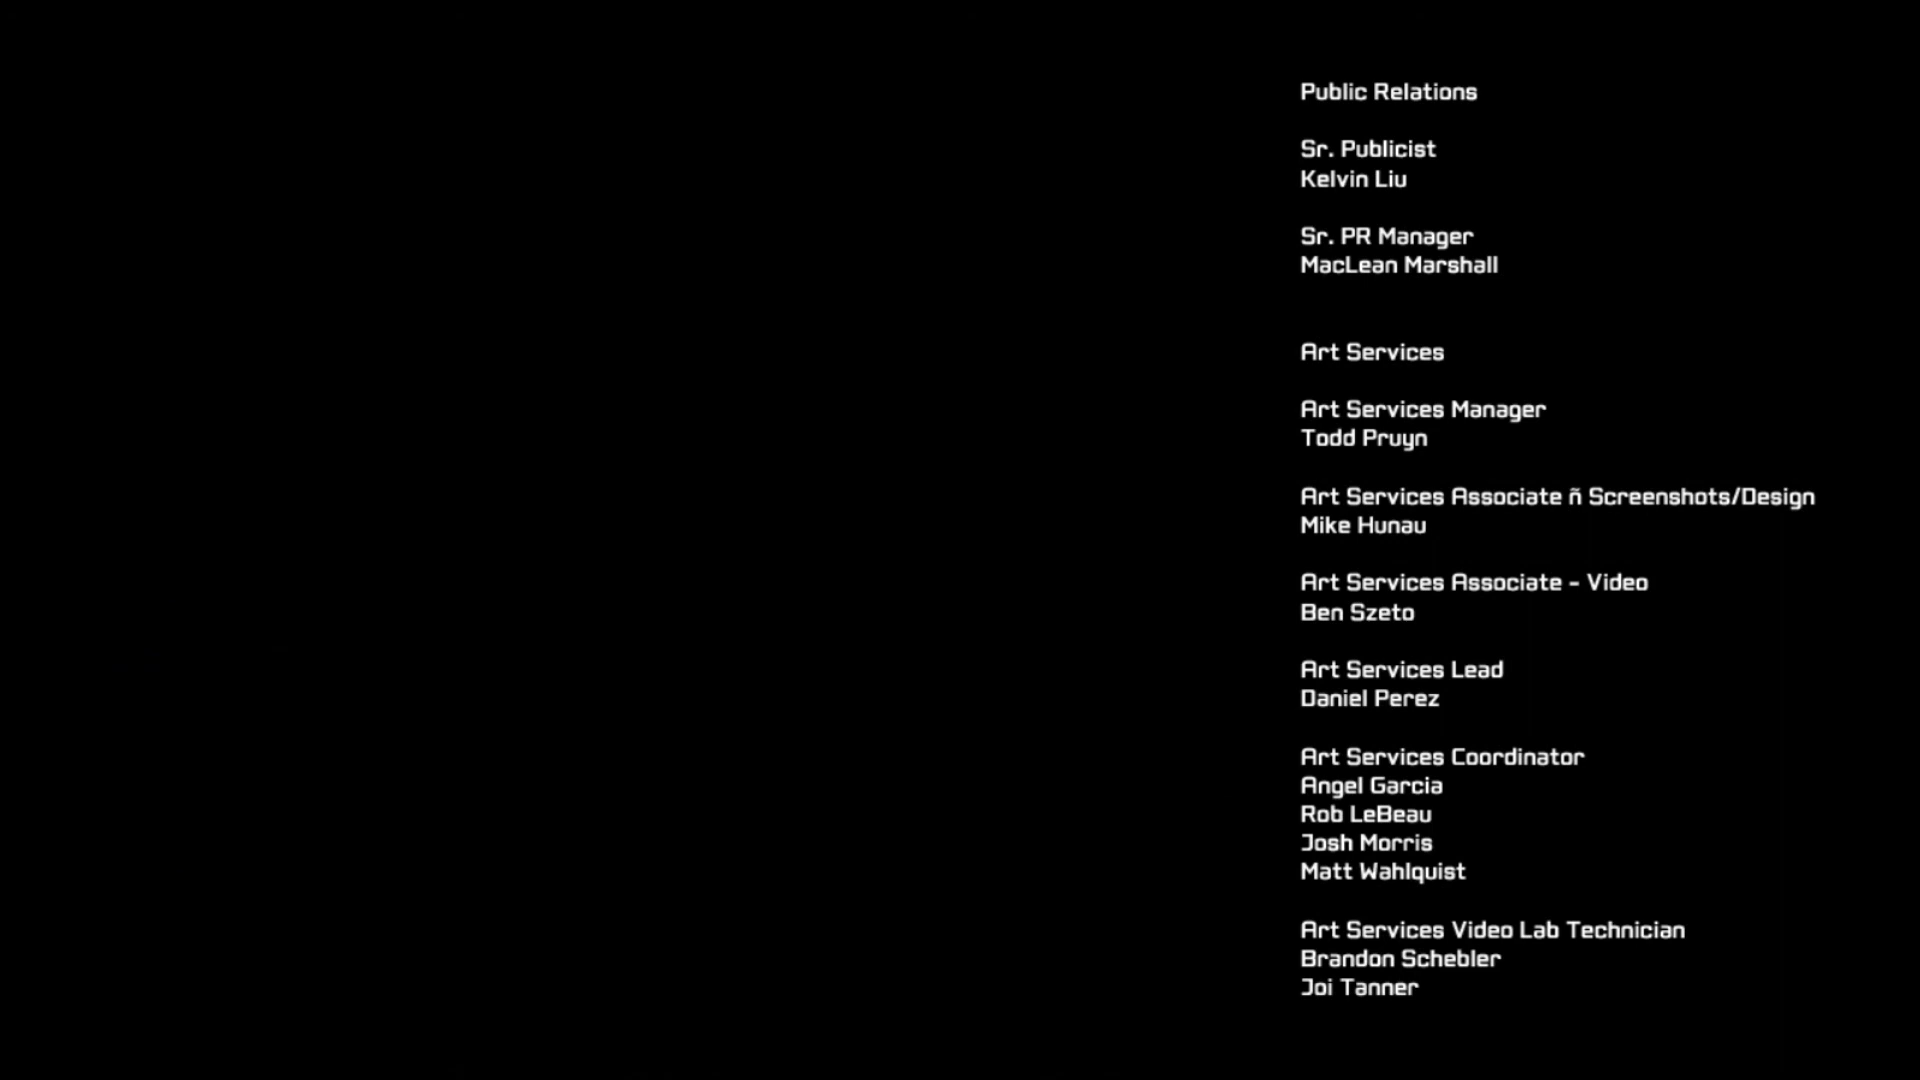 Public Relations
Sr. Publicist
Kelvin Liu
Sr. PR Manager
MacLean Marshall
Art Services
Art Services Manager
Todd Pruyn
Art Services Associate ñ Screenshots/Design
Mike Hunau
Art Services Associate - Video
Ben Szeto
Art Services Lead
Daniel Perez
Art Services Coordinator
Angel Garcia
Rob LeBeau
Josh Morris
Matt Wahlquist
Art Services Video Lab Technician
Brandon Schebler
Joi Tanner